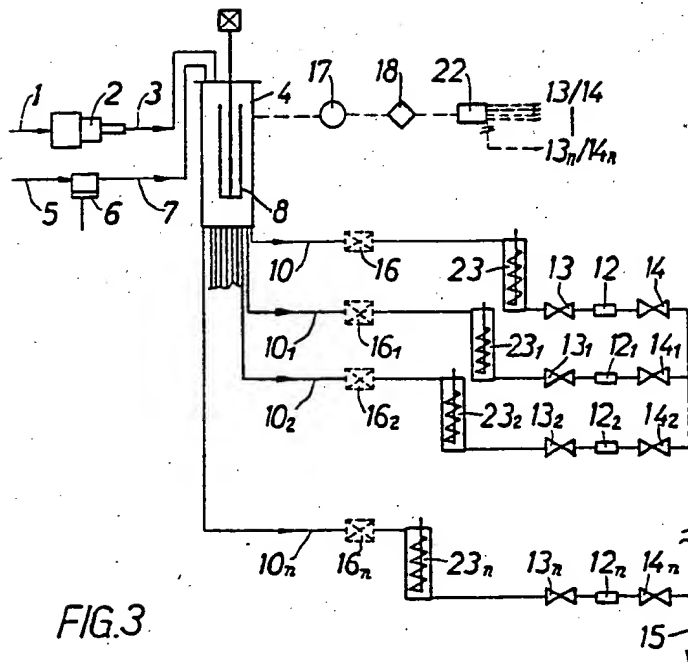 1 2 3 4 17 18 22 13/14
13ₙ/14ₙ
5 6 7 8
10 16 23 13 12 14
10₁ 16₁ 23₁ 13₁ 12₁ 14₁
10₂ 16₂ 23₂ 13₂ 12₂ 14₂
10ₙ 16ₙ 23ₙ 13ₙ 12ₙ 14ₙ
FIG.3
15